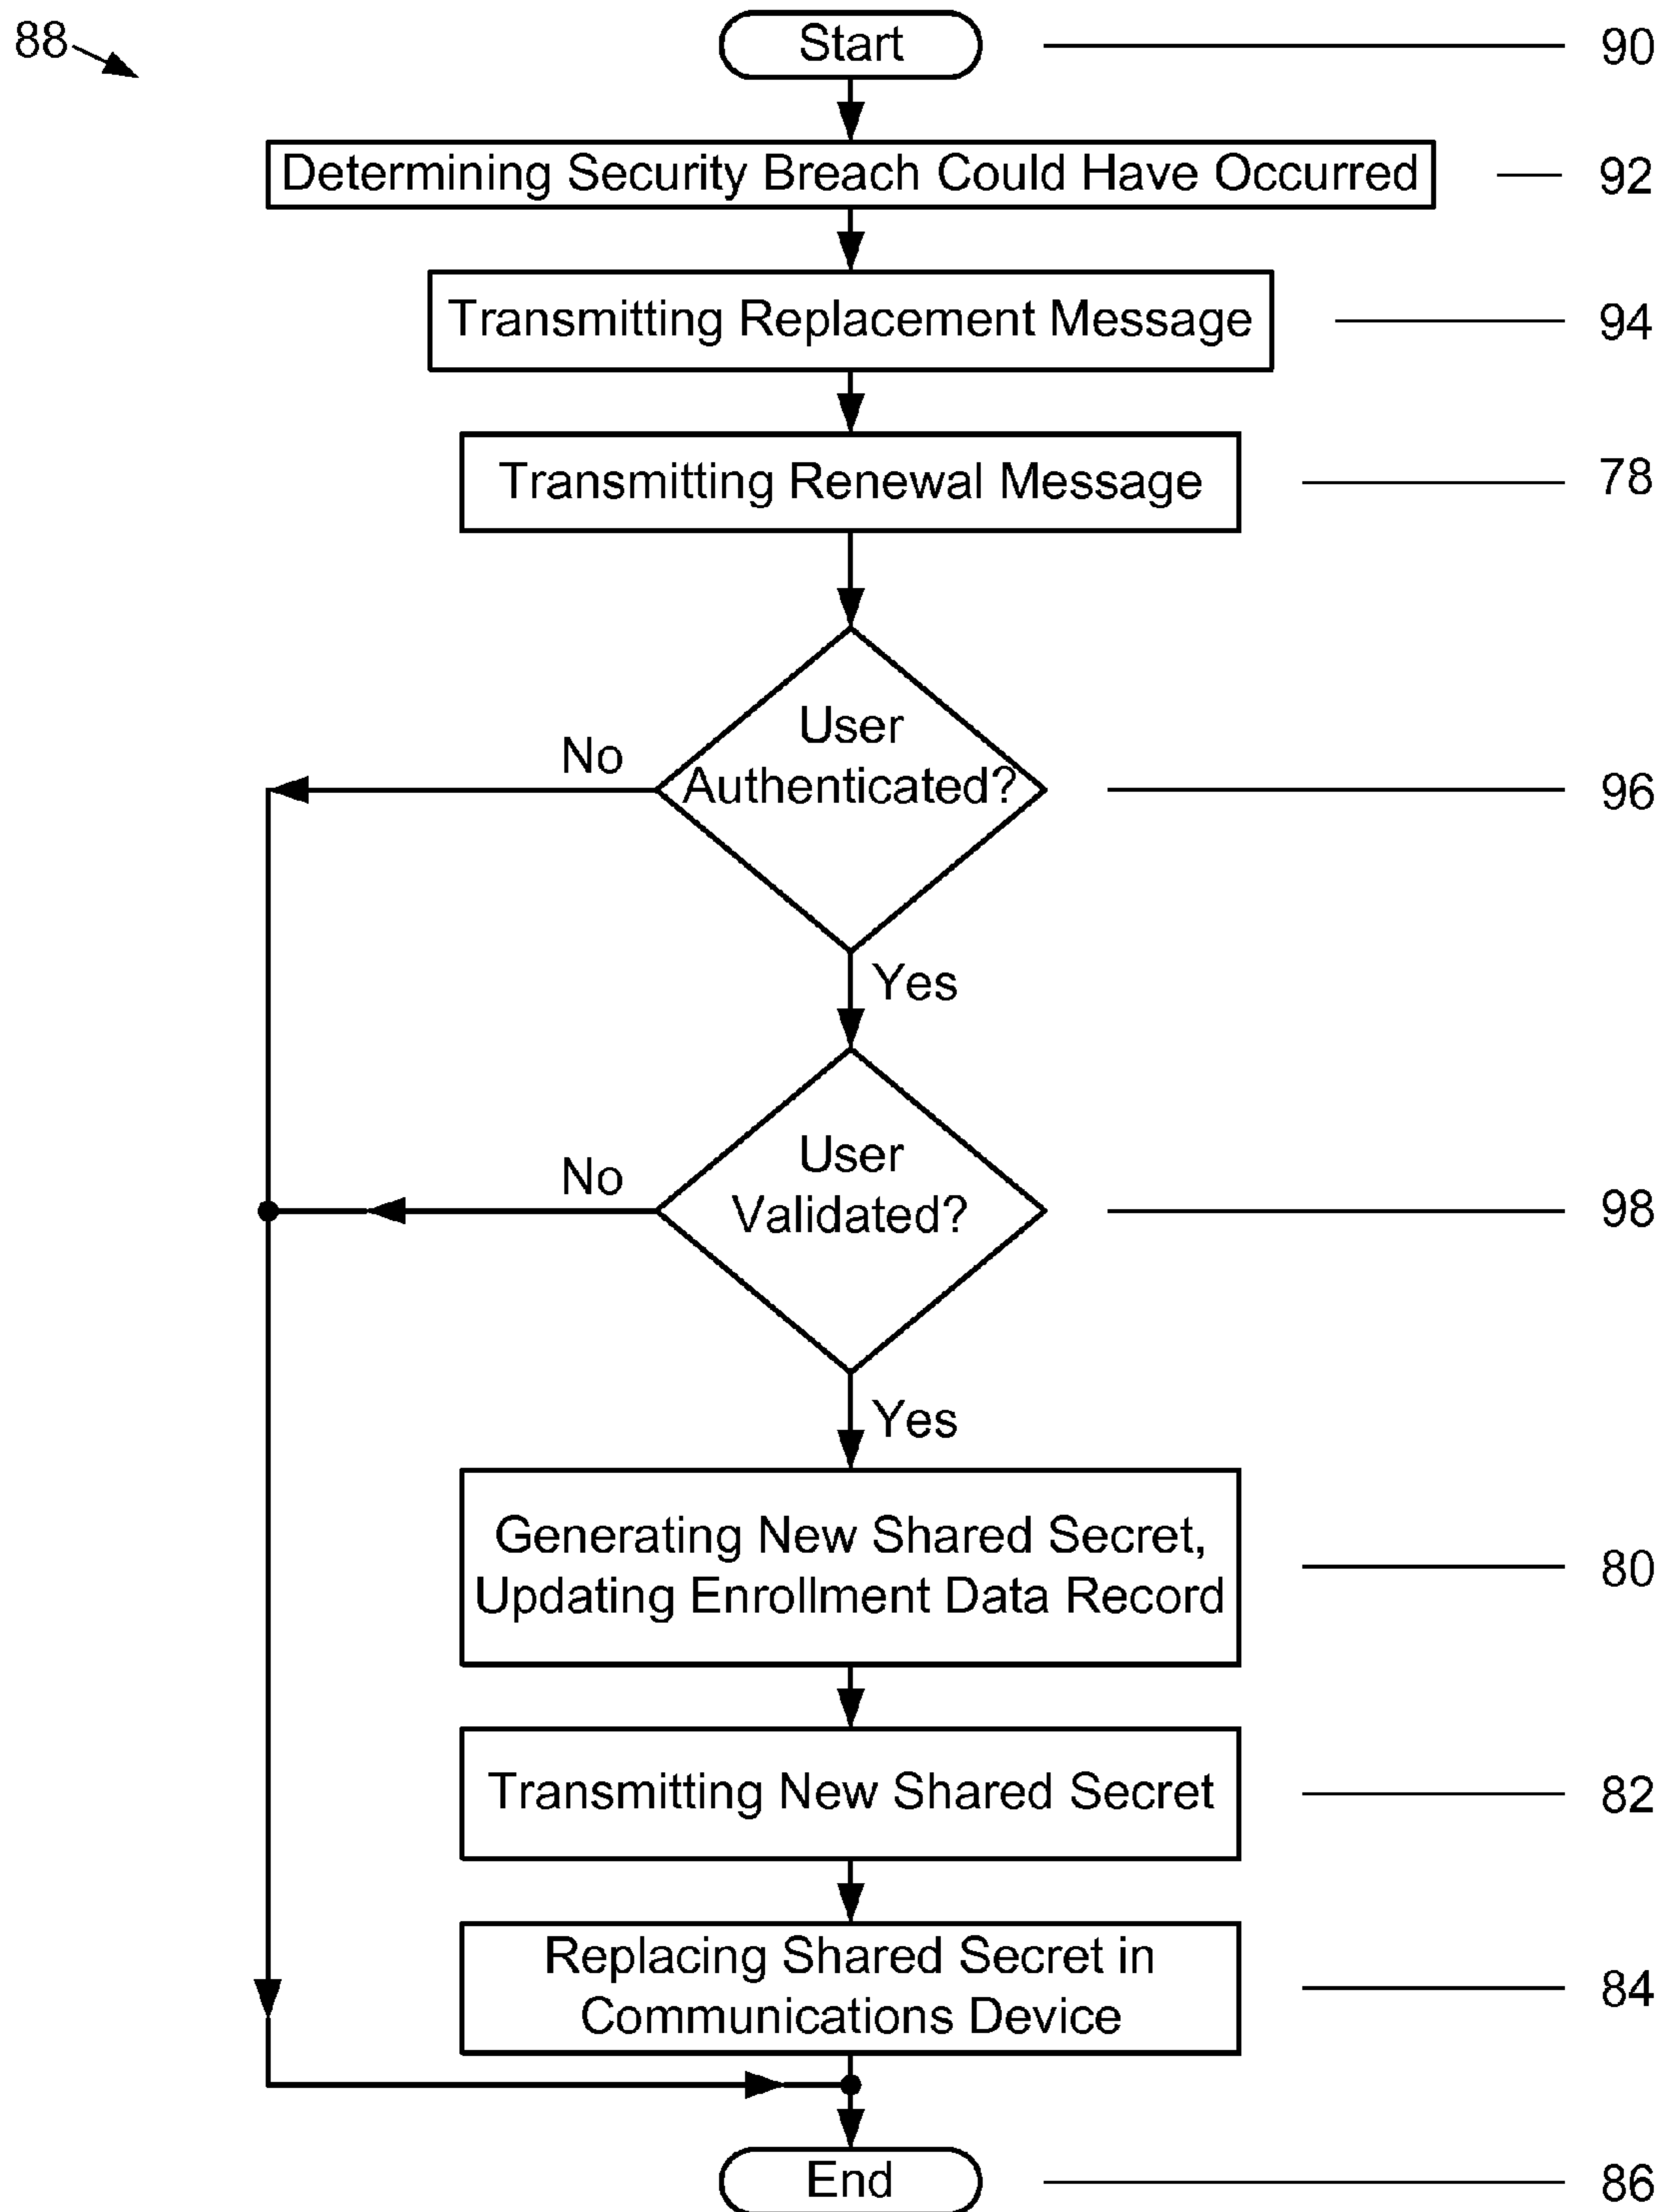 88
Start
90
Determining Security Breach Could Have Occurred
92
Transmitting Replacement Message
94
Transmitting Renewal Message
78
User
Authenticated?
No
96
Yes
User
Validated?
No
98
Yes
Generating New Shared Secret,
Updating Enrollment Data Record
80
Transmitting New Shared Secret
82
Replacing Shared Secret in
Communications Device
84
End
86